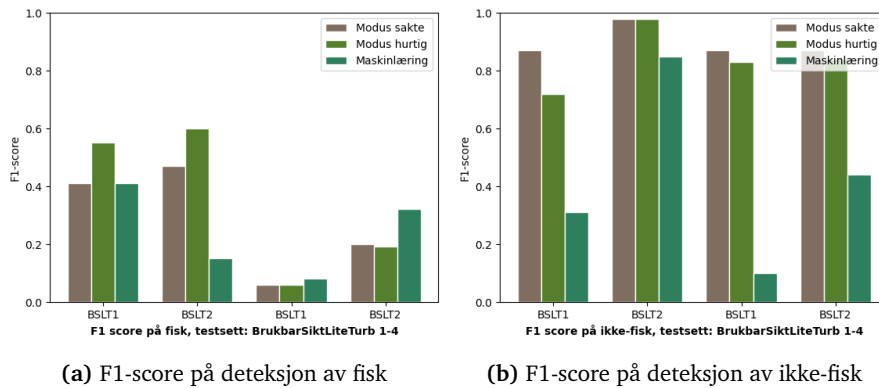 1.0
0.8
0.6
0.4
0.2
0.0
F1-score
Modus sakte
Modus hurtig
Maskinlæring
BSLT1 BSLT2 BSLT1 BSLT2
F1 score på fisk, testsett: BrukbarSiktLiteTurb 1-4
(a) F1-score på deteksjon av fisk
1.0
0.8
0.6
0.4
0.2
0.0
F1-score
Modus sakte
Modus hurtig
Maskinlæring
BSLT1 BSLT2 BSLT1 BSLT2
F1 score på ikke-fisk, testsett: BrukbarSiktLiteTurb 1-4
(b) F1-score på deteksjon av ikke-fisk